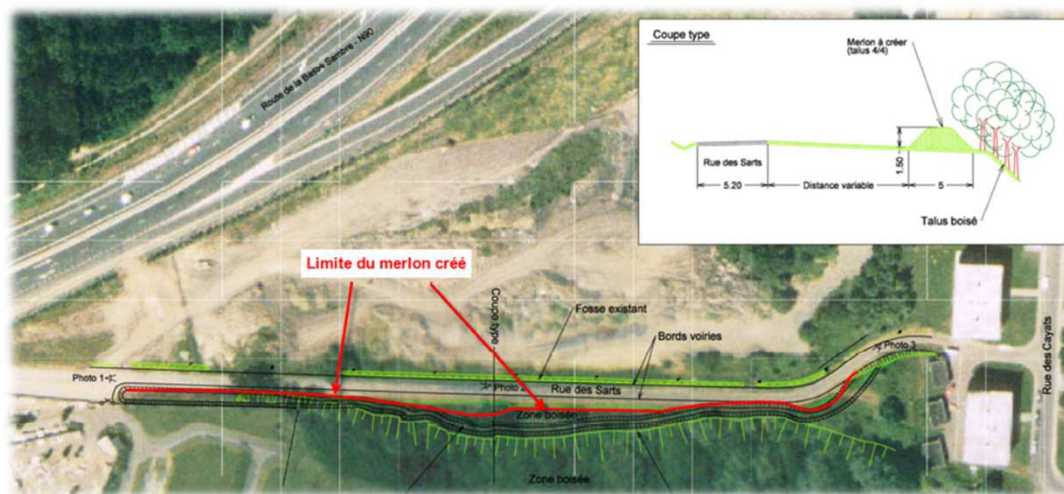 Coupe type
Merlon à créer
(talus 4/4)
Rue des Sarts
1.50
5.20
Distance variable
5
Talus boisé
Route de la Basse Sambre - N90
Limite du merlon créé
Coupe type
Fosse existant
Bords voiries
Photo 1
Photo
Rue des Sarts
Photo 3
Rue des Cayats
Zone boisée
Zone boisée